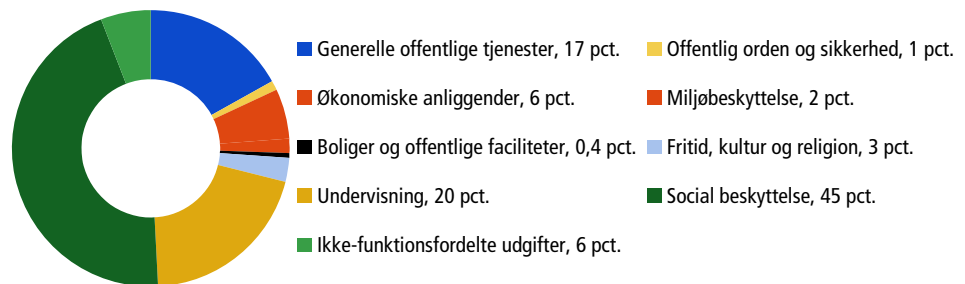 Generelle offentlige tjenester, 17 pct.
Offentlig orden og sikkerhed, 1 pct.
Økonomiske anliggender, 6 pct.
Miljøbeskyttelse, 2 pct.
Boliger og offentlige faciliteter, 0,4 pct.
Fritid, kultur og religion, 3 pct.
Undervisning, 20 pct.
Social beskyttelse, 45 pct.
Ikke-funktionsfordelte udgifter, 6 pct.